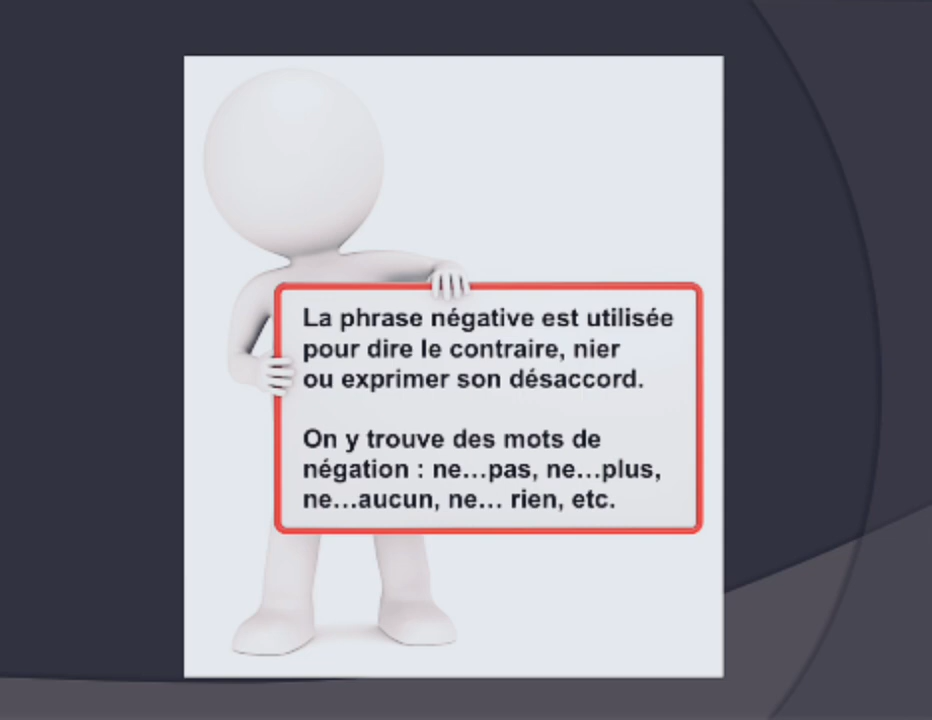 La phrase négative est utilisée
pour dire le contraire, nier
ou exprimer son désaccord.
On y trouve des mots de
négation : ne...pas, ne...plus,
ne...aucun, ne... rien, etc.